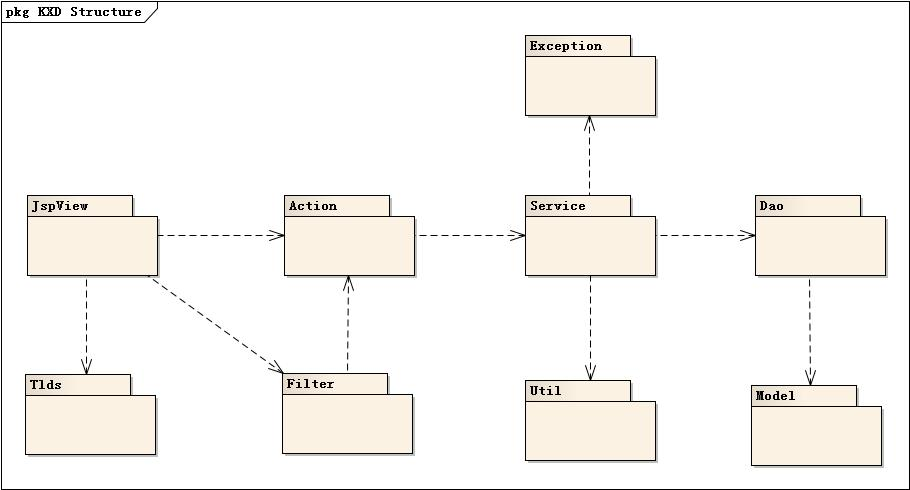 pkg KXD Structure
Exception
JspView
Action
Service
Dao
Tlds
Filter
Util
Model